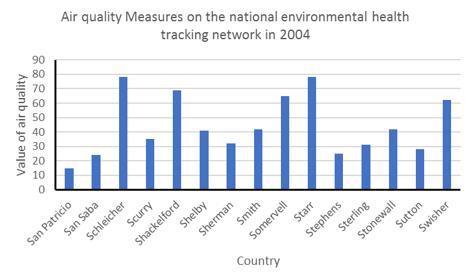 Air quality Measures on the national environmental health
tracking network in 2004
Value of air quality
90
80
70
60
50
40
30
20
10
0
San Patricio
San Saba
Schleicher
Scurry
Shackelford
Shelby
Sherman
Smith
Somervell
Starr
Stephens
Sterling
Stonewall
Sutton
Swisher
Country